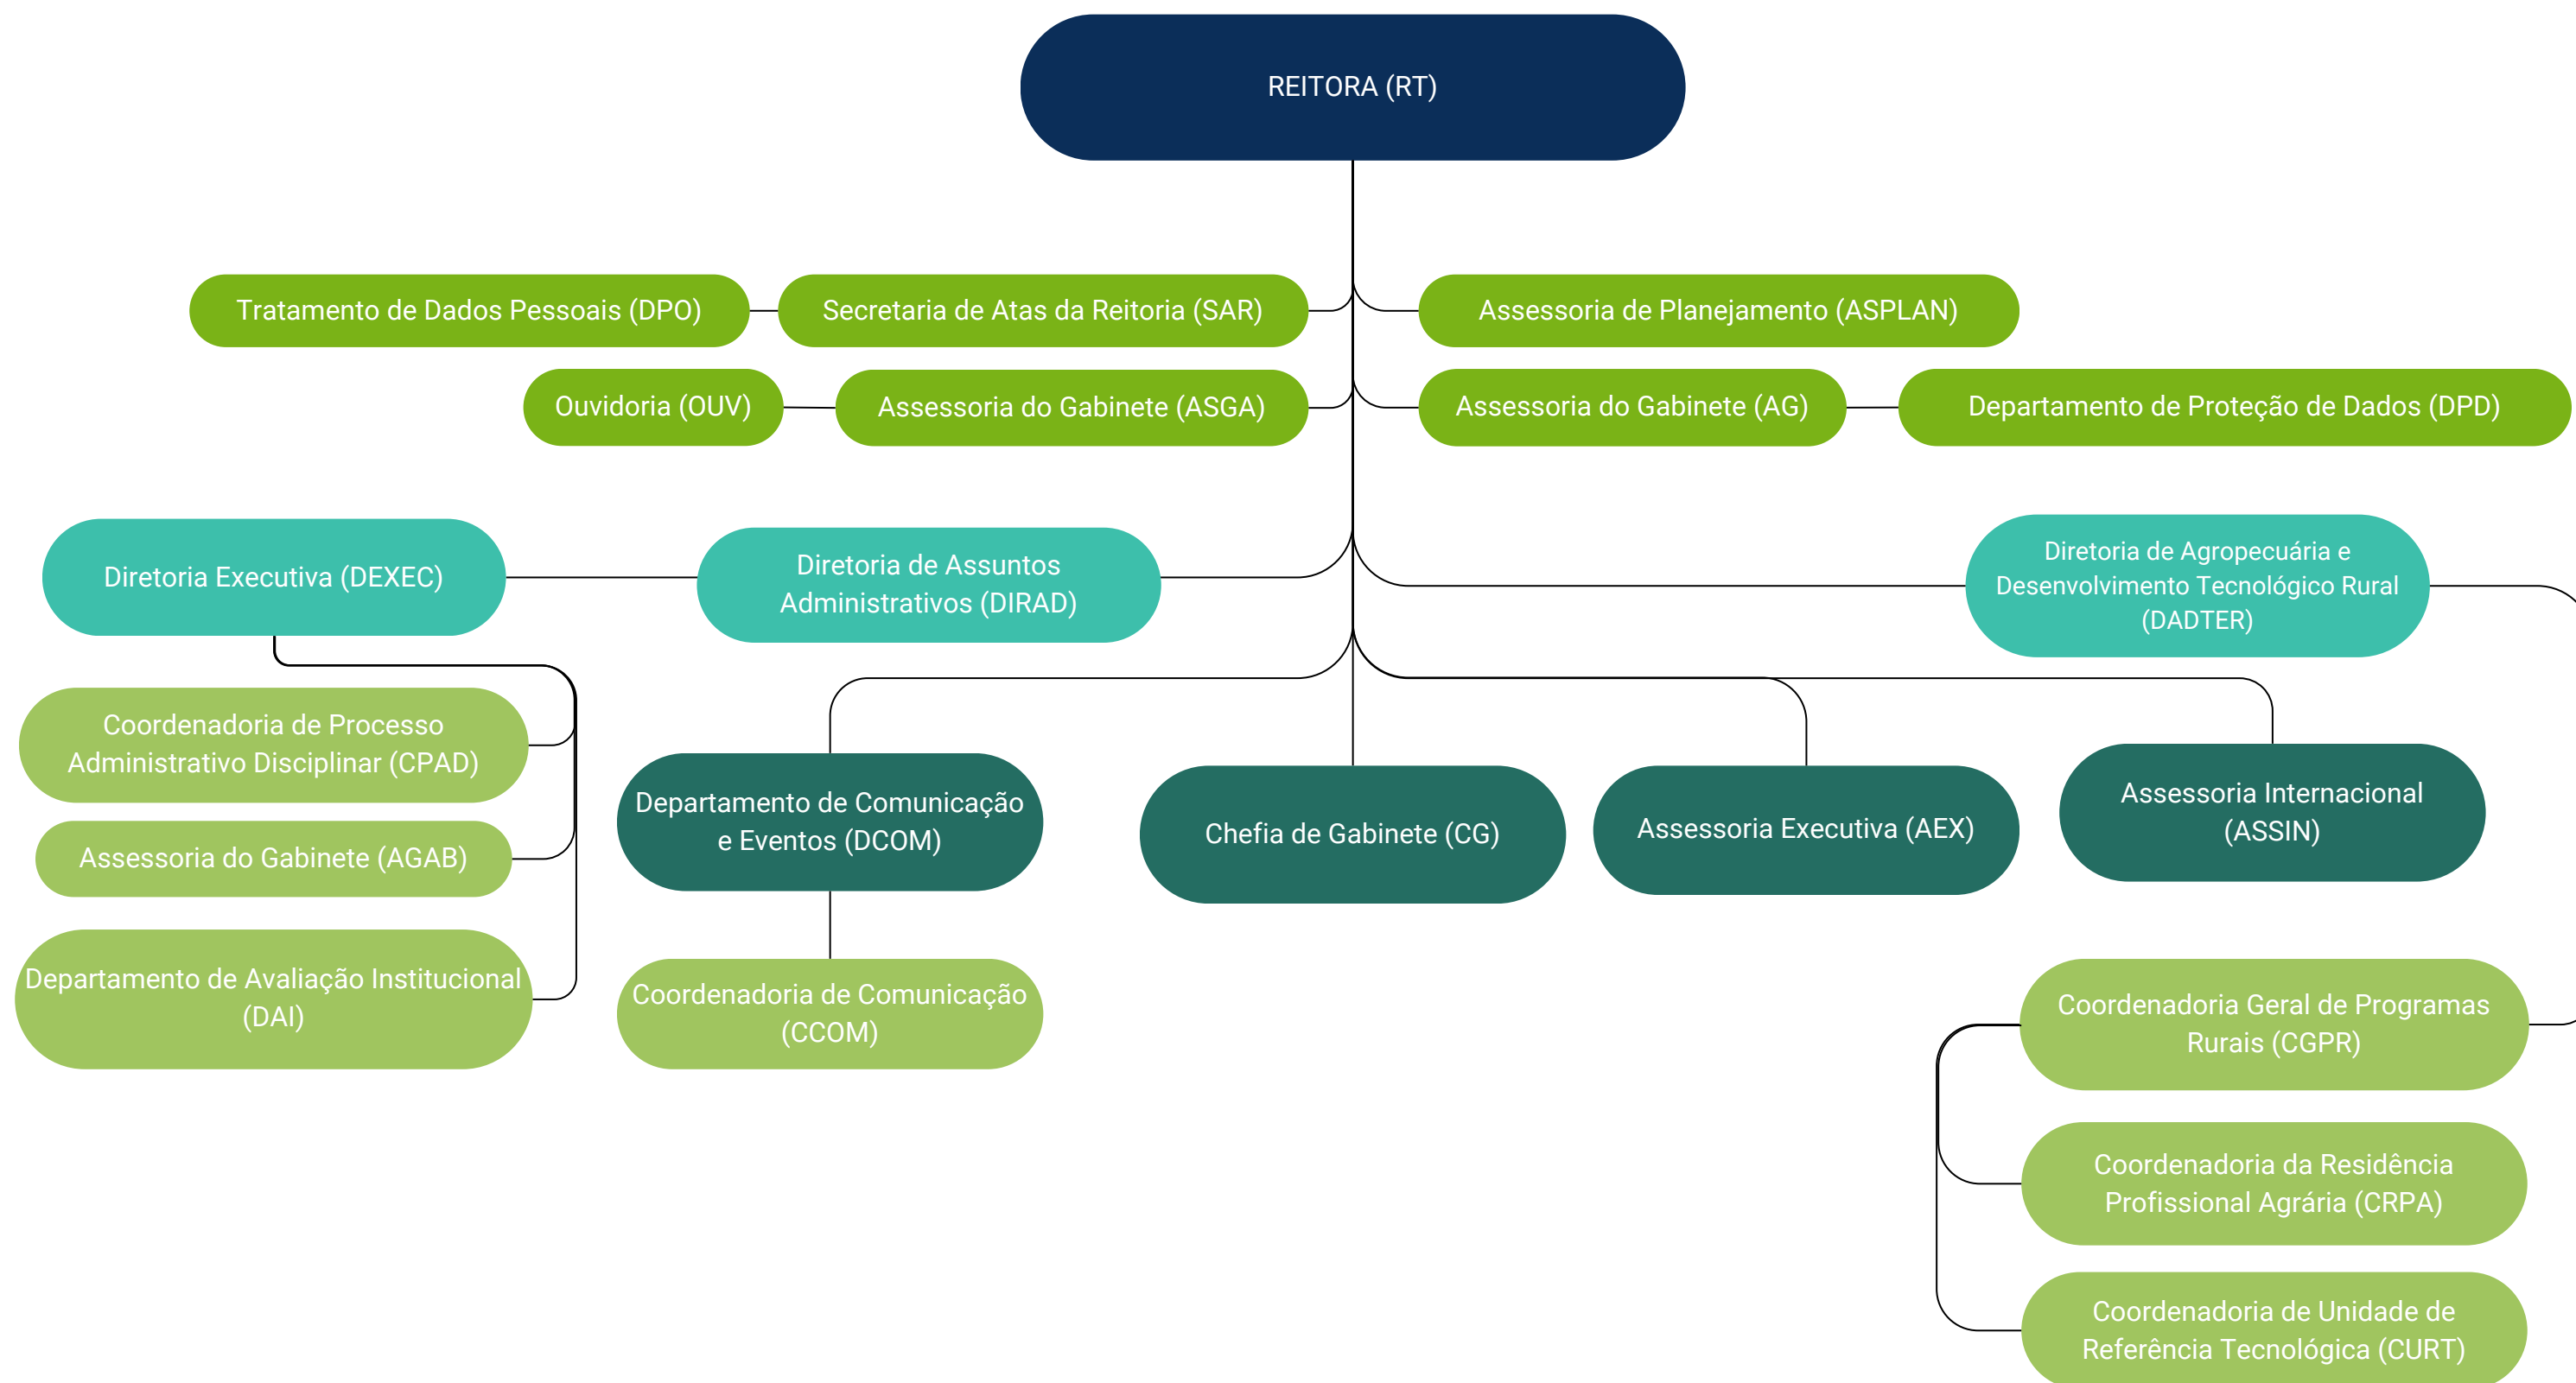 REITORA (RT)
Tratamento de Dados Pessoais (DPO)
Secretaria de Atas da Reitoria (SAR)
Assessoria de Planejamento (ASPLAN)
Ouvidoria (OUV)
Assessoria do Gabinete (ASGA)
Assessoria do Gabinete (AG)
Departamento de Proteção de Dados (DPD)
Diretoria Executiva (DEXEC)
Diretoria de Assuntos
Administrativos (DIRAD)
Diretoria de Agropecuária e
Desenvolvimento Tecnológico Rural
(DADTER)
Coordenadoria de Processo
Administrativo Disciplinar (CPAD)
Assessoria do Gabinete (AGAB)
Departamento de Avaliação Institucional
(DAI)
Departamento de Comunicação
e Eventos (DCOM)
Chefia de Gabinete (CG)
Assessoria Executiva (AEX)
Assessoria Internacional
(ASSIN)
Coordenadoria de Comunicação
(CCOM)
Coordenadoria Geral de Programas
Rurais (CGPR)
Coordenadoria da Residência
Profissional Agrária (CRPA)
Coordenadoria de Unidade de
Referência Tecnológica (CURT)